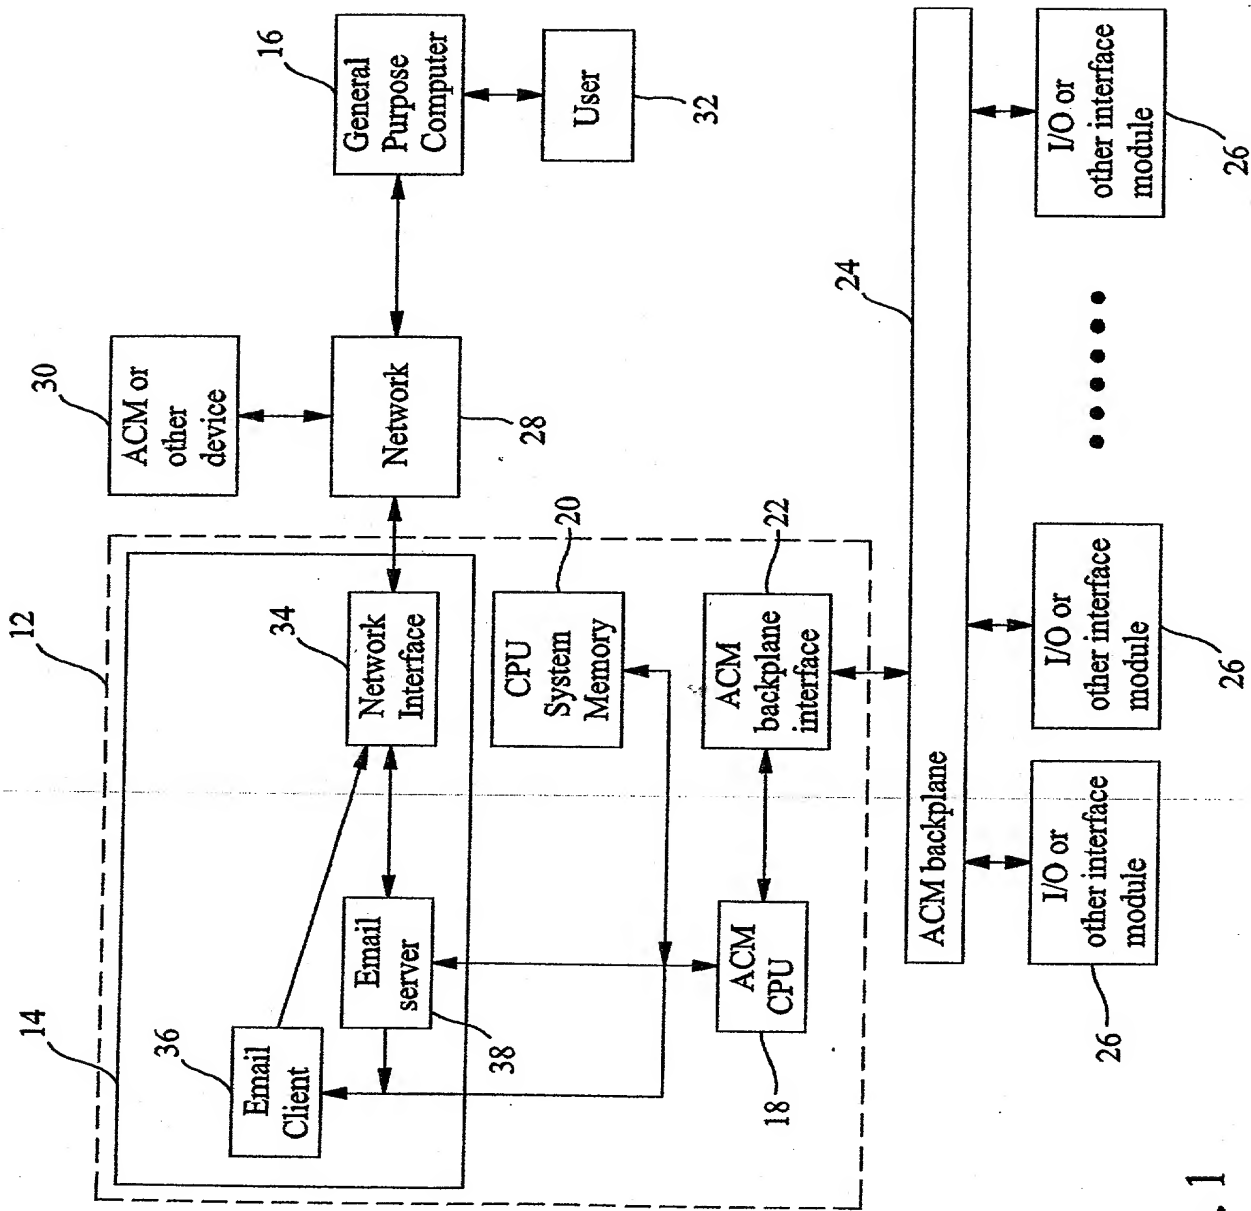 14
12
30
36
ACM or
other
device
Email
Client
34
16
Email
server
Network
Interface
Network
General
Purpose
Computer
38
28
20
CPU
System
Memory
User
32
18
ACM
CPU
22
ACM
backplane
interface
24
ACM backplane
I/O or
other interface
module
26
I/O or
other interface
module
26
I/O or
other interface
module
26
. 1